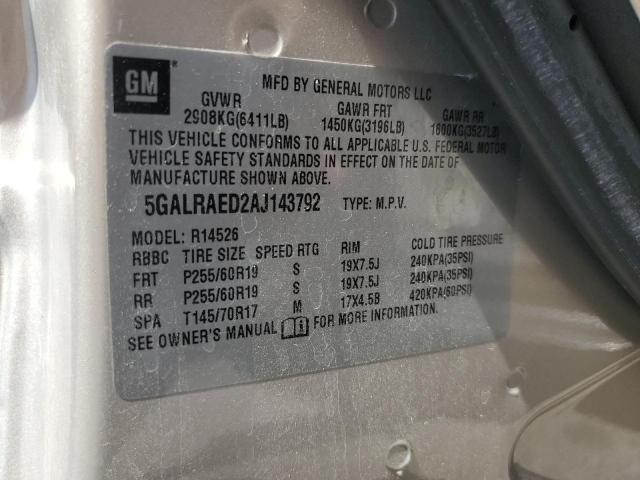 GM ® MFD BY GENERAL MOTORS LLC
GVWR GAWR FRT GAWR RR
2908KG(6411LB) 1450KG(3196LB) 1600KG(3527LB)
THIS VEHICLE CONFORMS TO ALL APPLICABLE U.S. FEDERAL MOTOR
VEHICLE SAFETY STANDARDS IN EFFECT ON THE DATE OF
MANUFACTURE SHOWN ABOVE.
5GALRAED2AJ143792 TYPE: M.P.V.
MODEL: R14526
RBBC TIRE SIZE SPEED RTG RIM COLD TIRE PRESSURE
FRT P255/60R19 S 19X7.5J 240KPA(35PSI)
RR P255/60R19 S 19X7.5J 240KPA(35PSI)
SPA T145/70R17 M 17X4.5B 420KPA(60PSI)
SEE OWNER'S MANUAL FOR MORE INFORMATION.